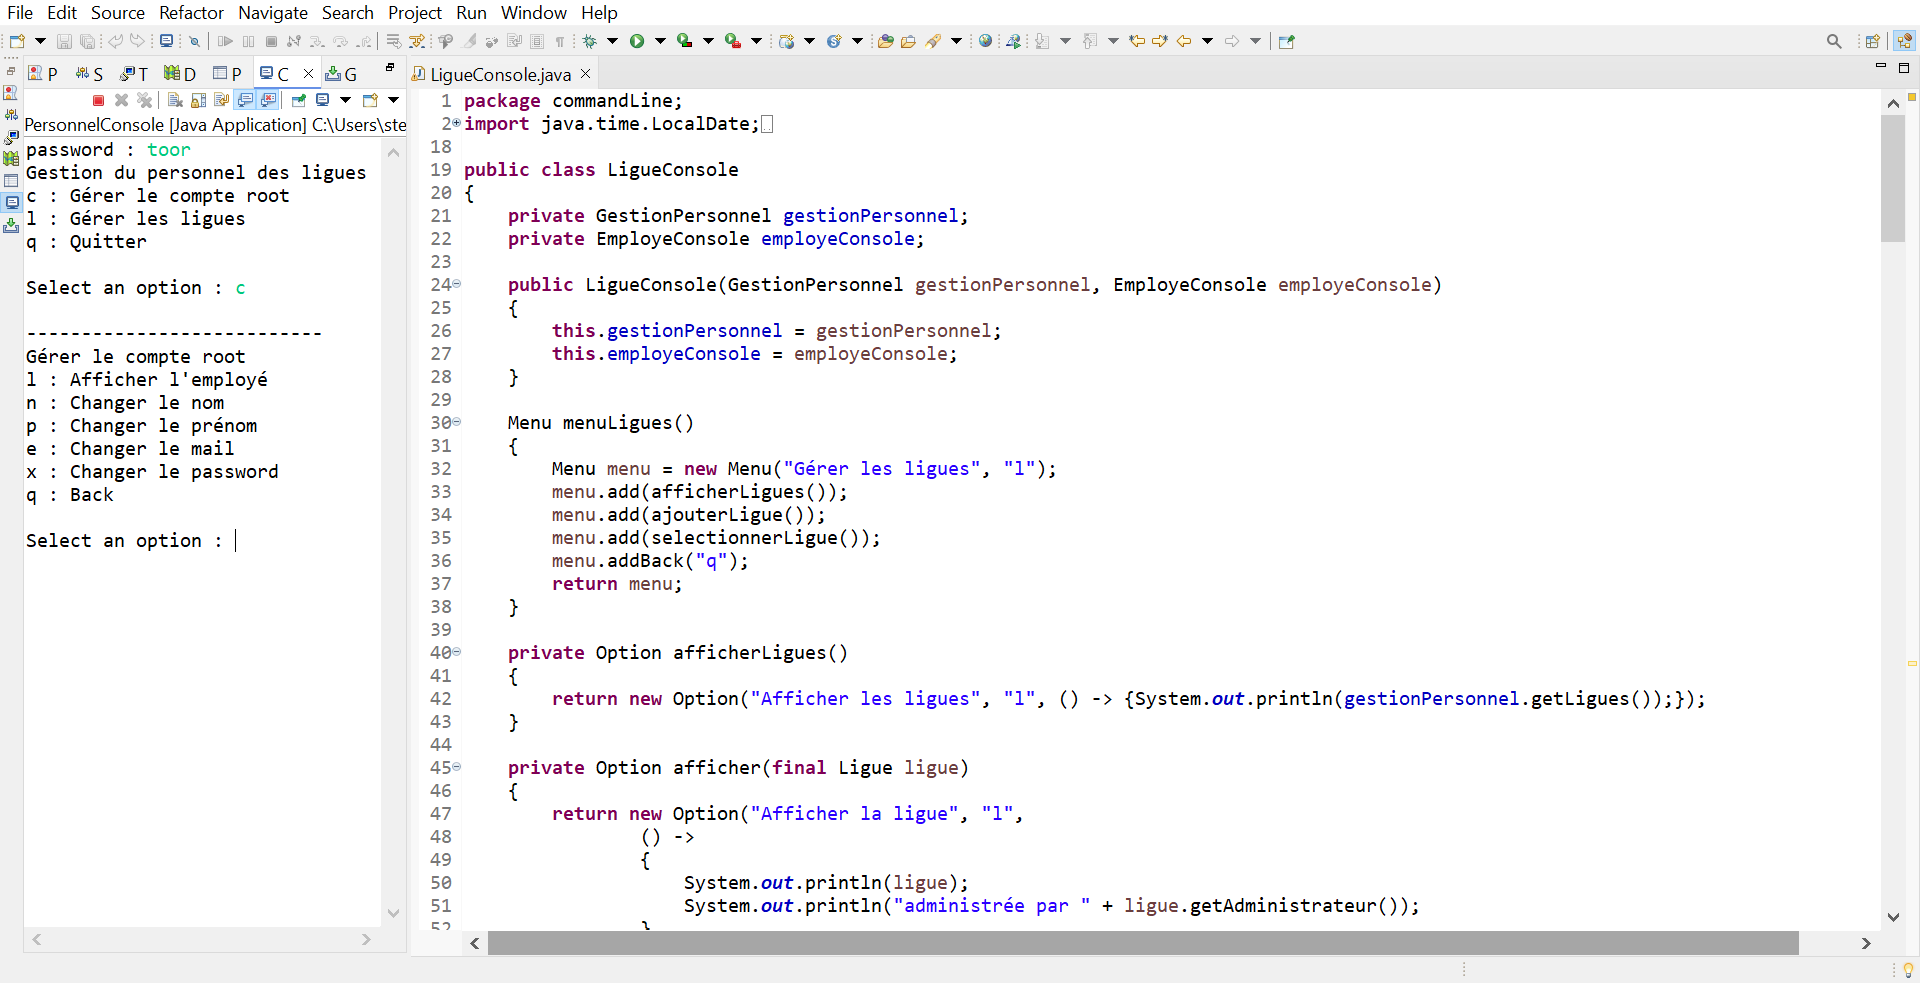 File Edit Source Refactor Navigate Search Project Run Window Help
P S T D P C G
LigueConsole.java
PersonnelConsole [Java Application] C:\Users\ste
password : toor
Gestion du personnel des ligues
c : Gérer le compte root
l : Gérer les ligues
q : Quitter
Select an option : c
---------------------------
Gérer le compte root
l : Afficher l'employé
n : Changer le nom
p : Changer le prénom
e : Changer le mail
x : Changer le password
q : Back
Select an option :
1 package commandLine;
2 import java.time.LocalDate;
18
19 public class LigueConsole
20 {
21 private GestionPersonnel gestionPersonnel;
22 private EmployeConsole employeConsole;
23
24 public LigueConsole(GestionPersonnel gestionPersonnel, EmployeConsole employeConsole)
25 {
26 this.gestionPersonnel = gestionPersonnel;
27 this.employeConsole = employeConsole;
28 }
29
30 Menu menuLigues()
31 {
32 Menu menu = new Menu("Gérer les ligues", "l");
33 menu.add(afficherLigues());
34 menu.add(ajouterLigue());
35 menu.add(selectionnerLigue());
36 menu.addBack("q");
37 return menu;
38 }
39
40 private Option afficherLigues()
41 {
42 return new Option("Afficher les ligues", "l", () -> {System.out.println(gestionPersonnel.getLigues());});
43 }
44
45 private Option afficher(final Ligue ligue)
46 {
47 return new Option("Afficher la ligue", "l",
48 () ->
49 {
50 System.out.println(ligue);
51 System.out.println("administrée par " + ligue.getAdministrateur());
52 }